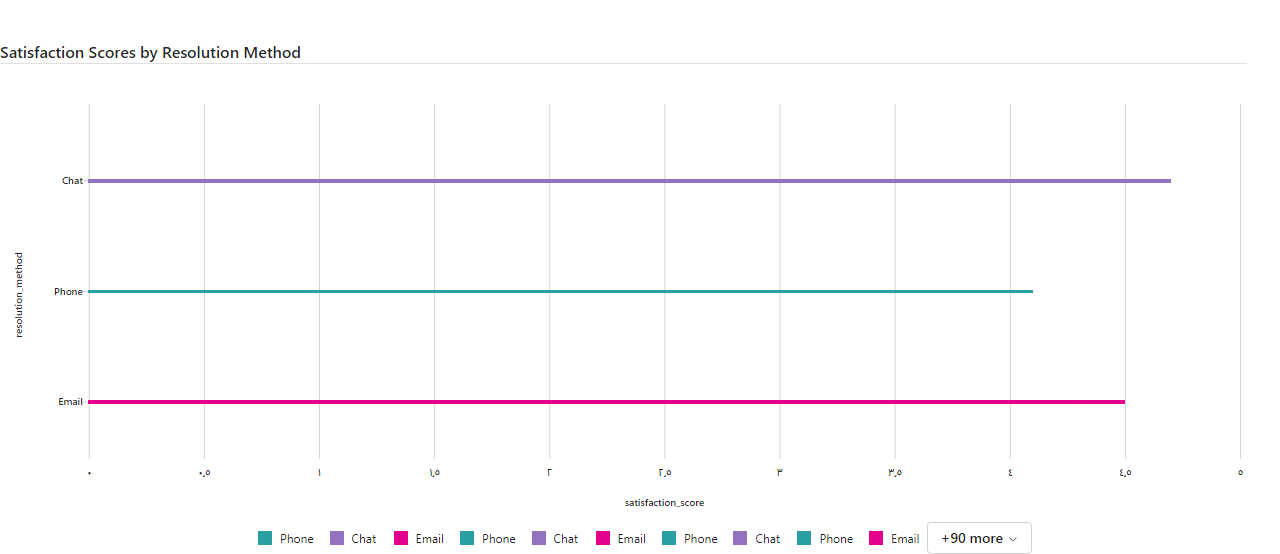 Satisfaction Scores by Resolution Method
Chat
Phone
Email
resolution_method
٠ ٠٫٥ ١ ١٫٥ ٢ ٢٫٥ ٣ ٣٫٥ ٤ ٤٫٥ ٥
satisfaction_score
Phone Chat Email Phone Chat Email Phone Chat Phone Email +90 more